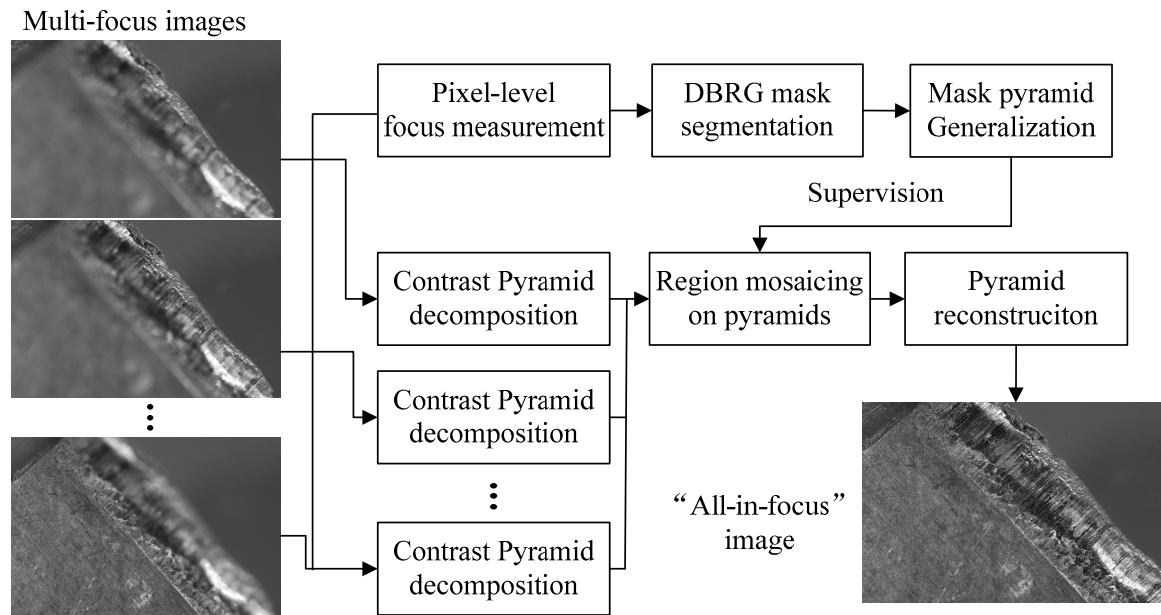 Multi-focus images
Pixel-level
focus measurement
DBRG mask
segmentation
Mask pyramid
Generalization
Supervision
Contrast Pyramid
decomposition
Region mosaicing
on pyramids
Pyramid
reconstruciton
Contrast Pyramid
decomposition
“All-in-focus”
image
Contrast Pyramid
decomposition